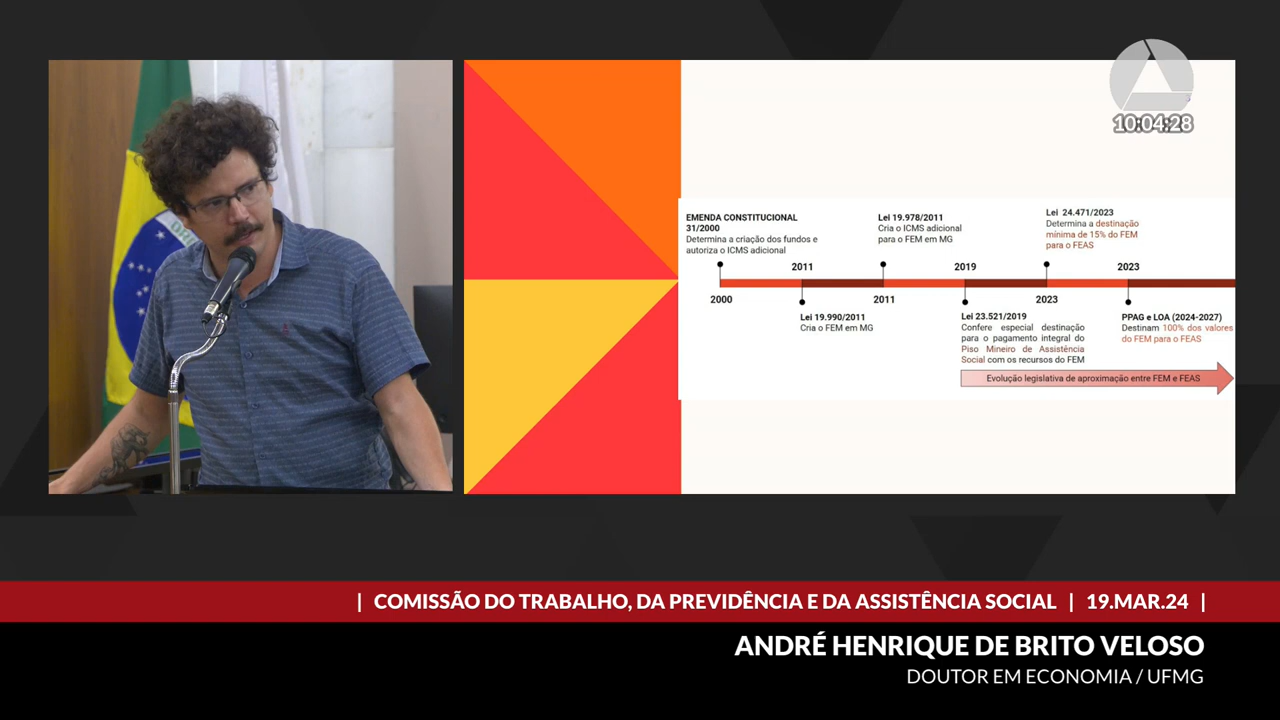 3
10:04:28
EMENDA CONSTITUCIONAL
31/2000
Determina a criação dos fundos e
autoriza o ICMS adicional
Lei 19.978/2011
Cria o ICMS adicional
para o FEM em MG
Lei 24.471/2023
Determina a destinação
mínima de 15% do FEM
para o FEAS
2011
2019
2023
2000
2011
2023
Lei 19.990/2011
Cria o FEM em MG
Lei 23.521/2019
Confere especial destinação
para o pagamento integral do
Piso Mineiro de Assistência
Social com os recursos do FEM
PPAG e LOA (2024-2027)
Destinam 100% dos valores
do FEM para o FEAS
Evolução legislativa de aproximação entre FEM e FEAS
| COMISSÃO DO TRABALHO, DA PREVIDÊNCIA E DA ASSISTÊNCIA SOCIAL | 19.MAR.24 |
ANDRÉ HENRIQUE DE BRITO VELOSO
DOUTOR EM ECONOMIA / UFMG